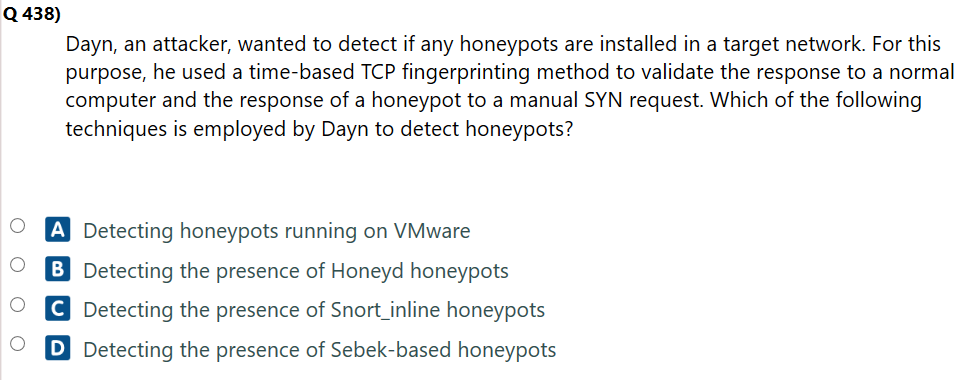 Q 438)
Dayn, an attacker, wanted to detect if any honeypots are installed in a target network. For this
purpose, he used a time-based TCP fingerprinting method to validate the response to a normal
computer and the response of a honeypot to a manual SYN request. Which of the following
techniques is employed by Dayn to detect honeypots?
A Detecting honeypots running on VMware
B Detecting the presence of Honeyd honeypots
C Detecting the presence of Snort_inline honeypots
D Detecting the presence of Sebek-based honeypots